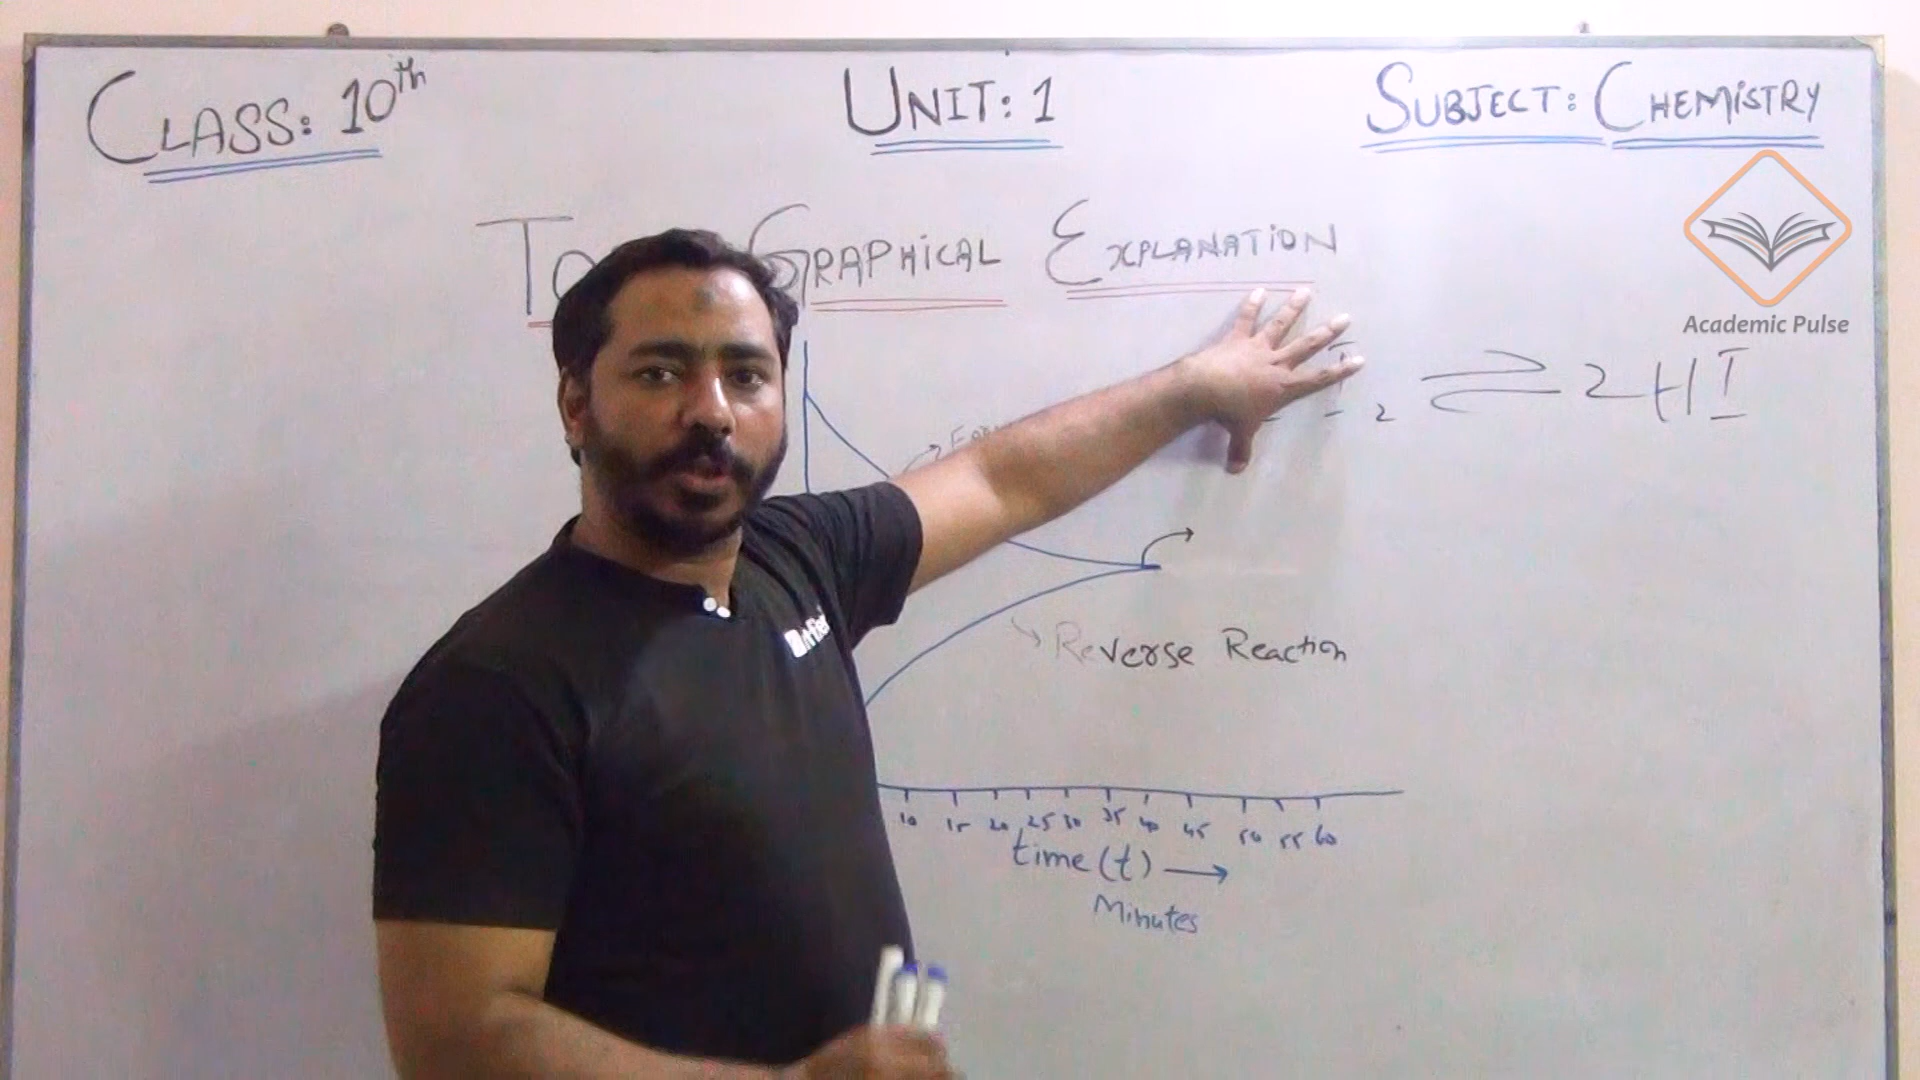 CLASS: 10th
UNIT: 1
SUBJECT: CHEMISTRY
GRAPHICAL EXPLANATION
Academic Pulse
I2 ⇌ 2HI
Reverse Reaction
10 15 20 25 30 35 40 45 50 55 60
time (t) →
Minutes